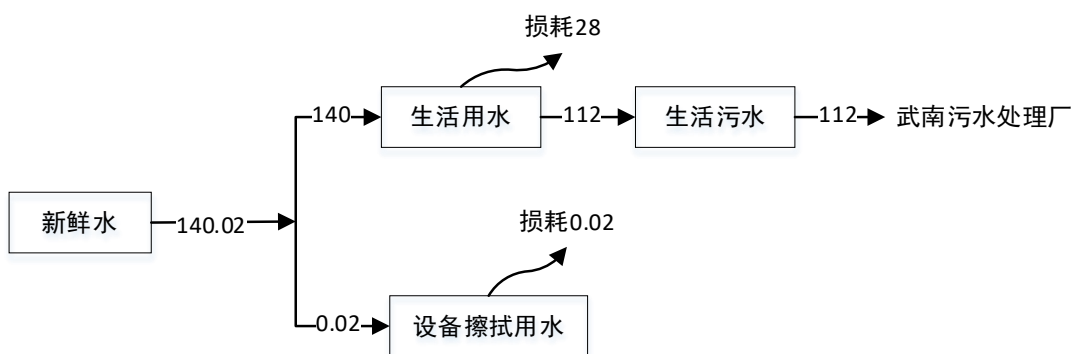 损耗28
140
生活用水
112
生活污水
112
武南污水处理厂
新鲜水
140.02
损耗0.02
0.02
设备擦拭用水